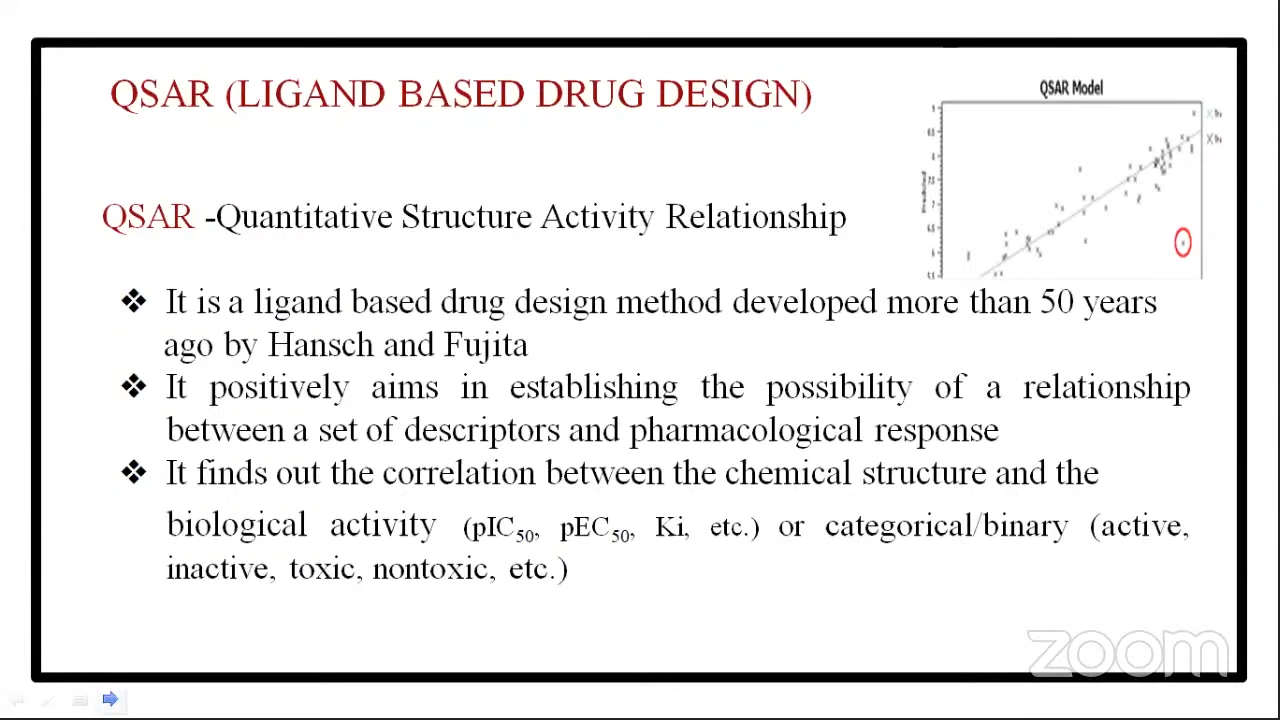 QSAR (LIGAND BASED DRUG DESIGN)
QSAR Model
QSAR -Quantitative Structure Activity Relationship
❖ It is a ligand based drug design method developed more than 50 years
ago by Hansch and Fujita
❖ It positively aims in establishing the possibility of a relationship
between a set of descriptors and pharmacological response
❖ It finds out the correlation between the chemical structure and the
biological activity (pIC50, pEC50, Ki, etc.) or categorical/binary (active,
inactive, toxic, nontoxic, etc.)
zoom